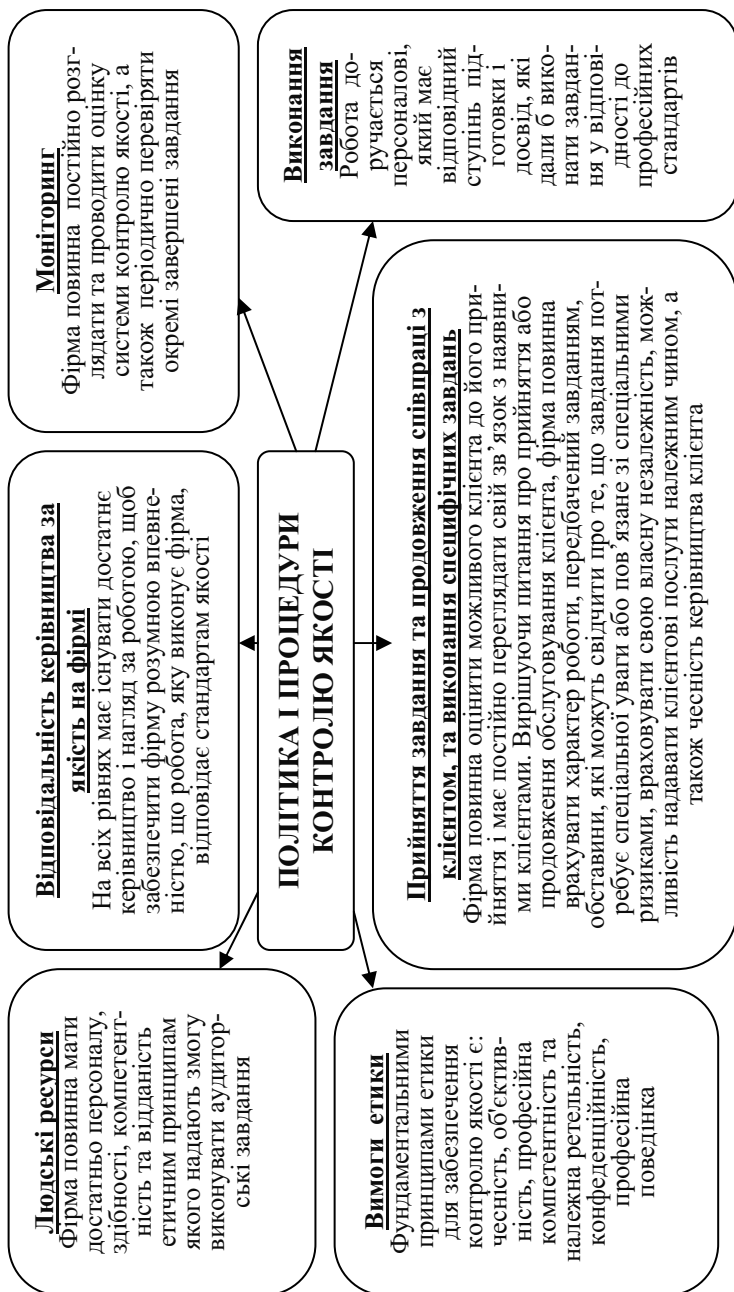 Людські ресурси
Фірма повинна мати
достатньо персоналу,
здібності, компетент-
ність та відданість
етичним принципам
якого надають змогу
виконувати аудитор-
ські завдання
Відповідальність керівництва за
якість на фірмі
На всіх рівнях має існувати достатнє
керівництво і нагляд за роботою, щоб
забезпечити фірму розумною впевне-
ністю, що робота, яку виконує фірма,
відповідає стандартам якості
Моніторинг
Фірма повинна постійно розг-
лядати та проводити оцінку
системи контролю якості, а
також періодично перевіряти
окремі завершені завдання
ПОЛІТИКА І ПРОЦЕДУРИ
КОНТРОЛЮ ЯКОСТІ
Вимоги етики
Фундаментальними
принципами етики
для забезпечення
контролю якості є:
чесність, об'єктив-
ність, професійна
компетентність та
належна ретельність,
конфеденційність,
професійна
поведінка
Прийняття завдання та продовження співпраці з
клієнтом, та виконання специфічних завдань
Фірма повинна оцінити можливого клієнта до його при-
йняття і має постійно переглядати свій зв'язок з наявни-
ми клієнтами. Вирішуючи питання про прийняття або
продовження обслуговування клієнта, фірма повинна
врахувати характер роботи, передбачений завданням,
обставини, які можуть свідчити про те, що завдання пот-
ребує спеціальної уваги або пов'язане зі спеціальними
ризиками, враховувати свою власну незалежність, мож-
ливість надавати клієнтові послуги належним чином, а
також чесність керівництва клієнта
Виконання
завдання
Робота до-
ручається
персоналові,
який має
відповідний
ступінь під-
готовки і
досвід, які
дали б вико-
нати завдан-
ня у відпові-
дності до
професійних
стандартів